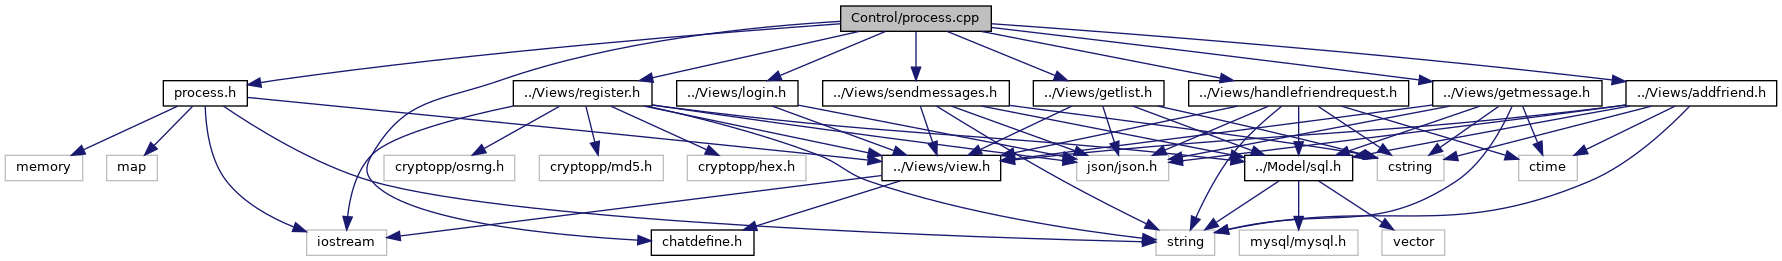 Control/process.cpp
process.h
../Views/register.h
../Views/login.h
../Views/sendmessages.h
../Views/getlist.h
../Views/handlefriendrequest.h
../Views/getmessage.h
../Views/addfriend.h
memory
map
cryptopp/osrng.h
cryptopp/md5.h
cryptopp/hex.h
../Views/view.h
json/json.h
../Model/sql.h
cstring
ctime
iostream
chatdefine.h
string
mysql/mysql.h
vector